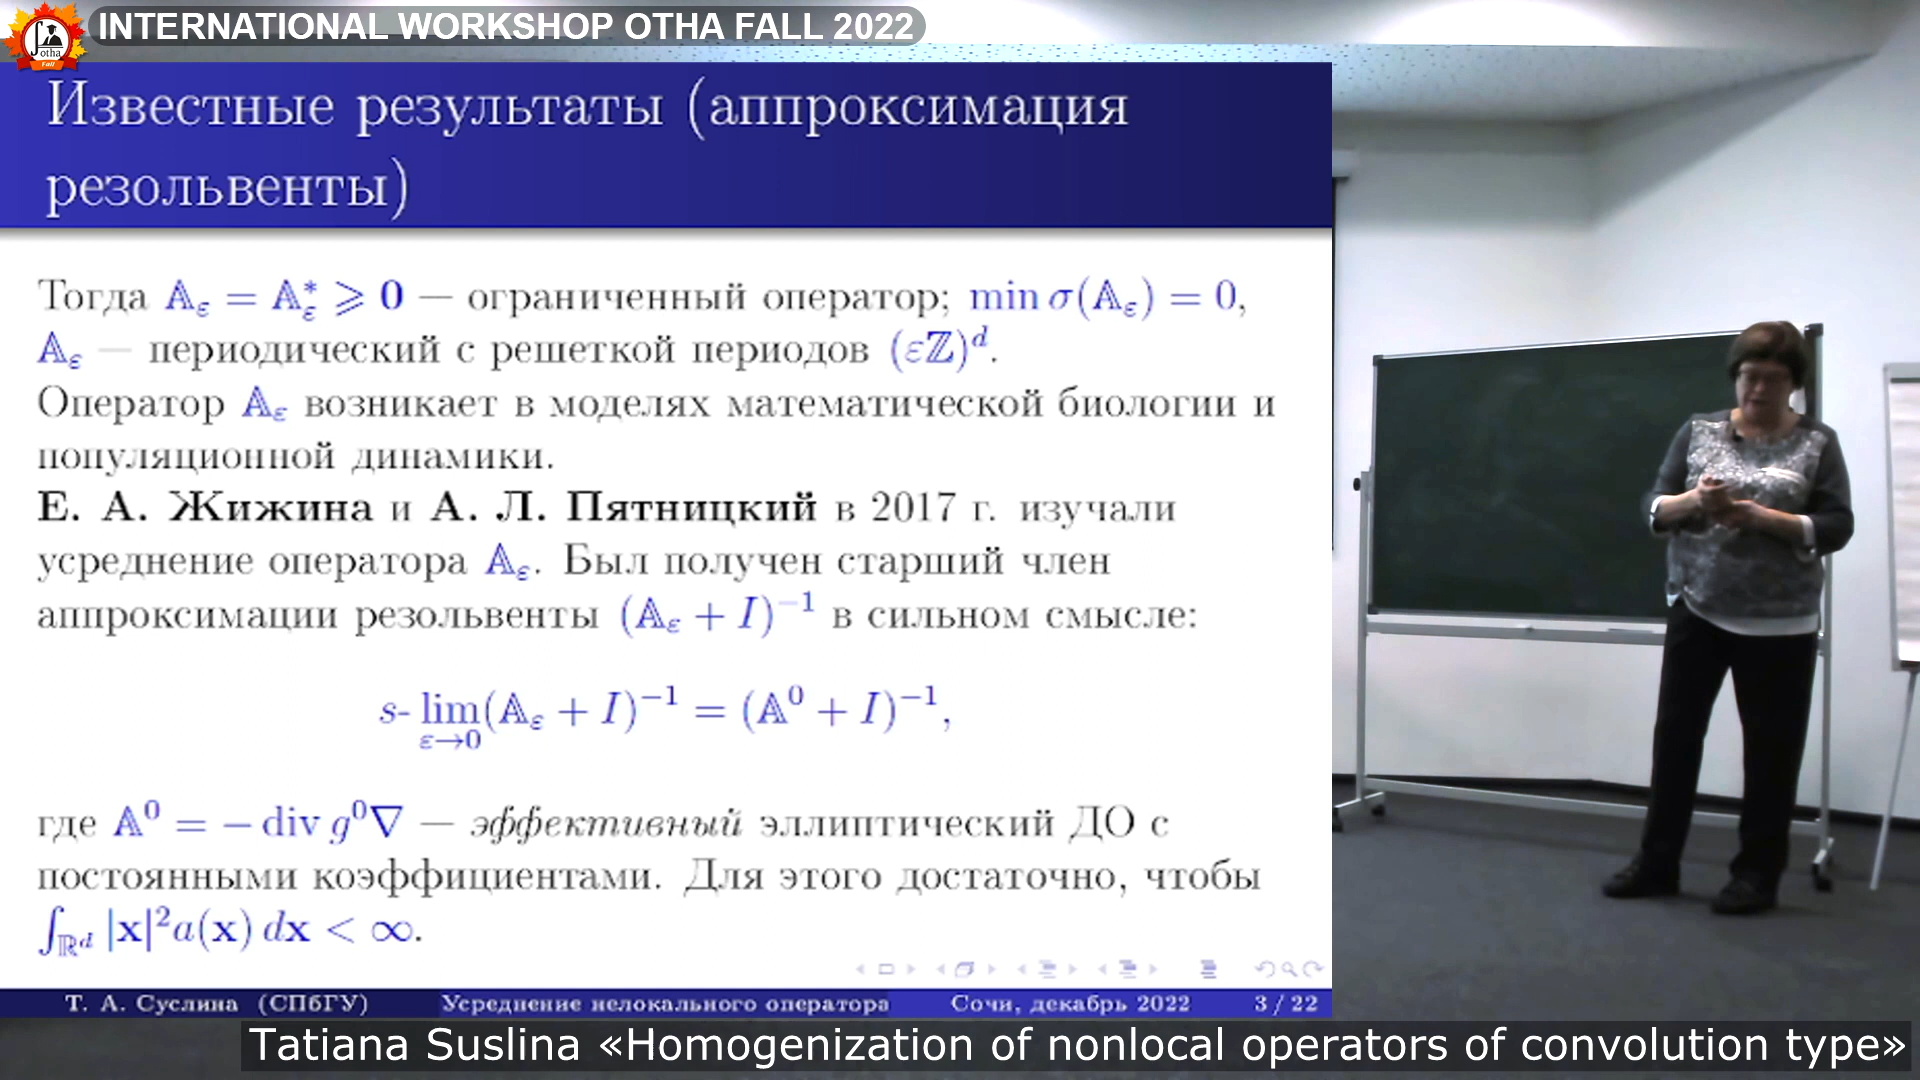 INTERNATIONAL WORKSHOP OTHA FALL 2022
otha
Fall
Известные результаты (аппроксимация
резольвенты)
Тогда 𝔸_ε = 𝔸_ε^* ⩾ 0 — ограниченный оператор; min σ(𝔸_ε) = 0,
𝔸_ε — периодический с решеткой периодов (εℤ)^d.
Оператор 𝔸_ε возникает в моделях математической биологии и
популяционной динамики.
Е. А. Жижина и А. Л. Пятницкий в 2017 г. изучали
усреднение оператора 𝔸_ε. Был получен старший член
аппроксимации резольвенты (𝔸_ε + I)^{−1} в сильном смысле:
s- lim_{ε→0} (𝔸_ε + I)^{−1} = (𝔸^0 + I)^{−1},
где 𝔸^0 = − div g^0∇ — эффективный эллиптический ДО с
постоянными коэффициентами. Для этого достаточно, чтобы
∫_{ℝ^d} |x|^2 a(x) dx < ∞.
Т. А. Суслина (СПбГУ) Усреднение нелокального оператора Сочи, декабрь 2022 3 / 22
Tatiana Suslina «Homogenization of nonlocal operators of convolution type»